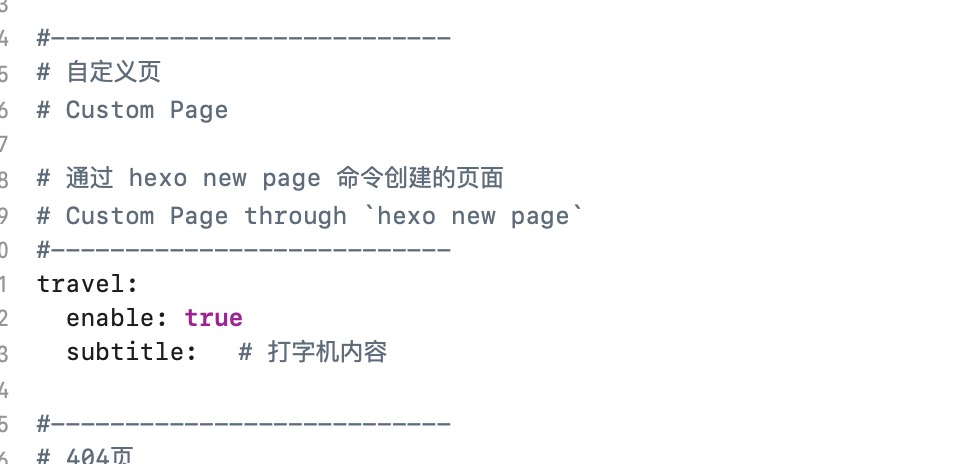 3
4 #---------------------------
5 # 自定义页
6 # Custom Page
7
8 # 通过 hexo new page 命令创建的页面
9 # Custom Page through `hexo new page`
0 #---------------------------
1 travel:
2   enable: true
3   subtitle:   # 打字机内容
4
5 #---------------------------
6 # 404页